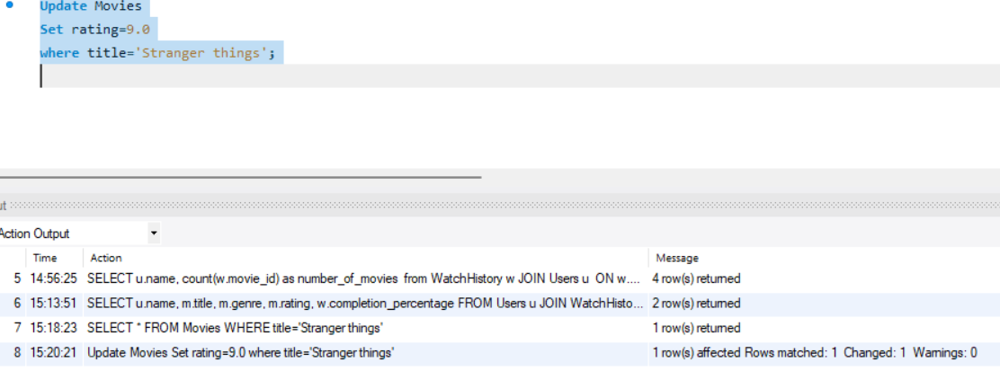 Update Movies
Set rating=9.0
where title='Stranger things';
Action Output
Time Action Message
5 14:56:25 SELECT u.name, count(w.movie_id) as number_of_movies from WatchHistory w JOIN Users u ON w.... 4 row(s) returned
6 15:13:51 SELECT u.name, m.title, m.genre, m.rating, w.completion_percentage FROM Users u JOIN WatchHisto... 2 row(s) returned
7 15:18:23 SELECT * FROM Movies WHERE title='Stranger things' 1 row(s) returned
8 15:20:21 Update Movies Set rating=9.0 where title='Stranger things' 1 row(s) affected Rows matched: 1 Changed: 1 Warnings: 0